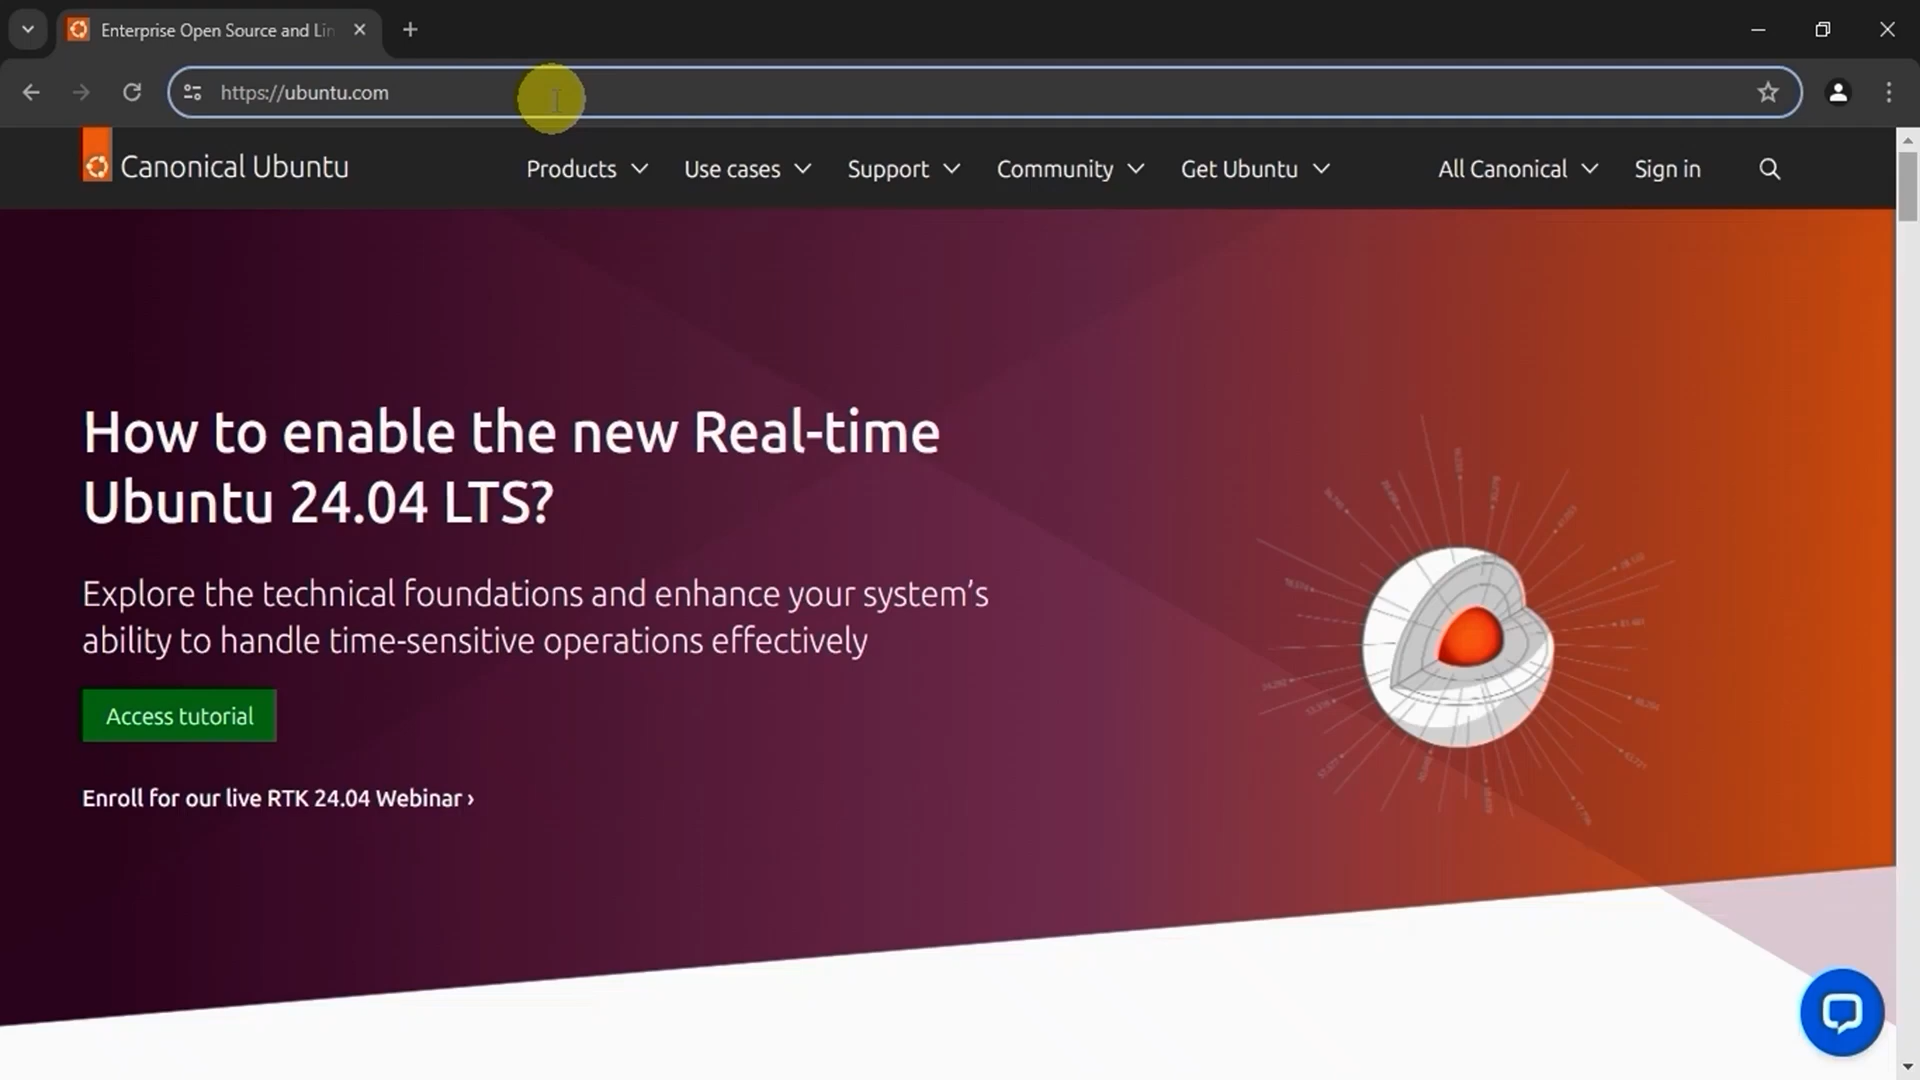 Enterprise Open Source and Lin
https://ubuntu.com
Canonical Ubuntu
Products
Use cases
Support
Community
Get Ubuntu
All Canonical
Sign in
How to enable the new Real-time
Ubuntu 24.04 LTS?
Explore the technical foundations and enhance your system's
ability to handle time-sensitive operations effectively
Access tutorial
Enroll for our live RTK 24.04 Webinar ›